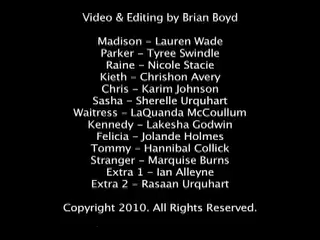 Video & Editing by Brian Boyd
Madison - Lauren Wade
Parker - Tyree Swindle
Raine - Nicole Stacie
Kieth - Chrishon Avery
Chris - Karim Johnson
Sasha - Sherelle Urquhart
Waitress - LaQuanda McCoullum
Kennedy - Lakesha Godwin
Felicia - Jolande Holmes
Tommy - Hannibal Collick
Stranger - Marquise Burns
Extra 1 - Ian Alleyne
Extra 2 - Rasaan Urquhart
Copyright 2010. All Rights Reserved.